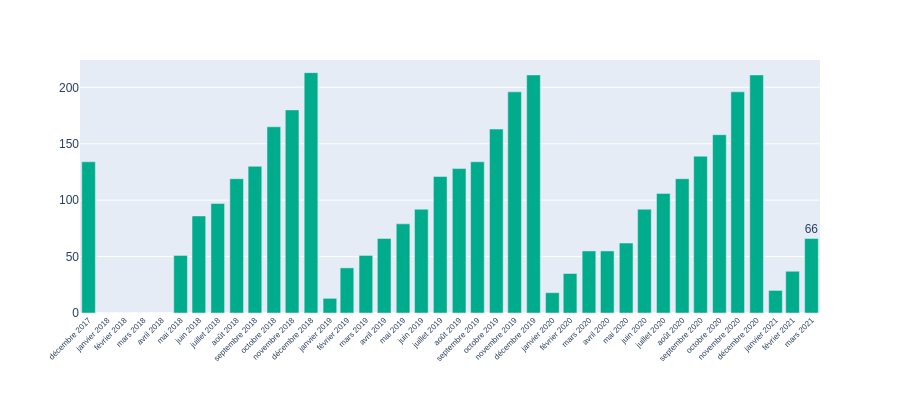 200
150
100
50
0
66
décembre 2017
janvier 2018
février 2018
mars 2018
avril 2018
mai 2018
juin 2018
juillet 2018
août 2018
septembre 2018
octobre 2018
novembre 2018
décembre 2018
janvier 2019
février 2019
mars 2019
avril 2019
mai 2019
juin 2019
juillet 2019
août 2019
septembre 2019
octobre 2019
novembre 2019
décembre 2019
janvier 2020
février 2020
mars 2020
avril 2020
mai 2020
juin 2020
juillet 2020
août 2020
septembre 2020
octobre 2020
novembre 2020
décembre 2020
janvier 2021
février 2021
mars 2021